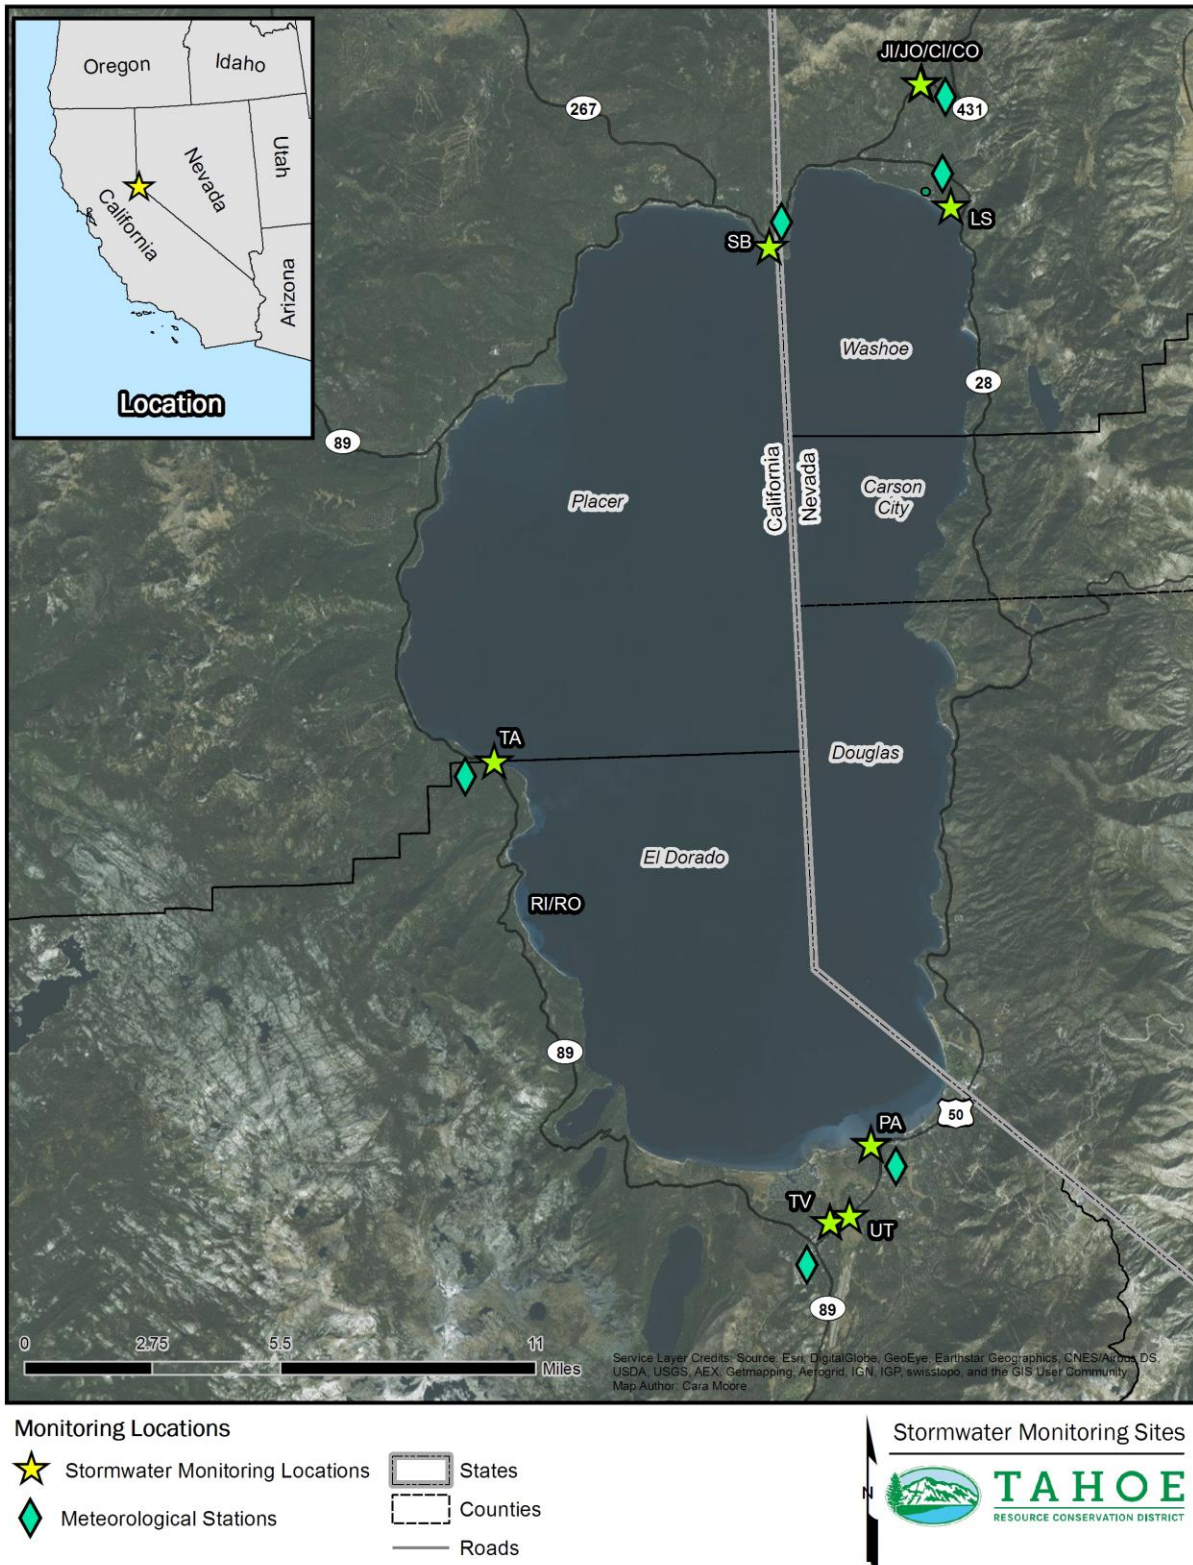 Oregon
Idaho
Nevada
Utah
California
Arizona
Location
267
JI/JO/CI/CO
431
LS
SB
Washoe
28
89
California
Nevada
Placer
Carson
City
TA
Douglas
El Dorado
RI/RO
89
50
PA
TV
UT
89
0 2.75 5.5 11
Miles
Service Layer Credits: Source: Esri, DigitalGlobe, GeoEye, Earthstar Geographics, CNES/Airbus DS,
USDA, USGS, AEX, Getmapping, Aerogrid, IGN, IGP, swisstopo, and the GIS User Community
Map Author: Cara Moore
Monitoring Locations
Stormwater Monitoring Locations
Meteorological Stations
States
Counties
Roads
N
Stormwater Monitoring Sites
TAHOE
RESOURCE CONSERVATION DISTRICT